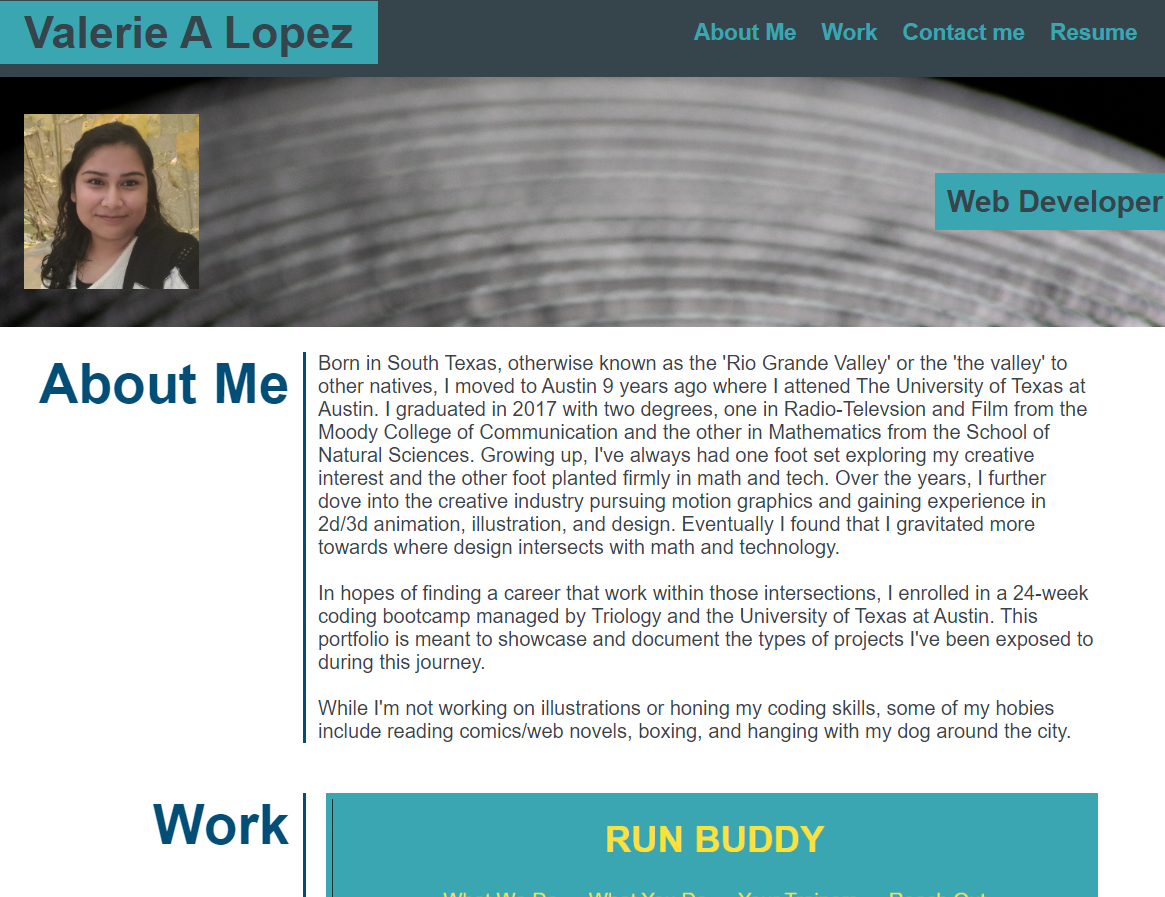 Valerie A Lopez
About Me Work Contact me Resume
Web Developer
About Me
Born in South Texas, otherwise known as the 'Rio Grande Valley' or the 'the valley' to
other natives, I moved to Austin 9 years ago where I attened The University of Texas at
Austin. I graduated in 2017 with two degrees, one in Radio-Televsion and Film from the
Moody College of Communication and the other in Mathematics from the School of
Natural Sciences. Growing up, I've always had one foot set exploring my creative
interest and the other foot planted firmly in math and tech. Over the years, I further
dove into the creative industry pursuing motion graphics and gaining experience in
2d/3d animation, illustration, and design. Eventually I found that I gravitated more
towards where design intersects with math and technology.
In hopes of finding a career that work within those intersections, I enrolled in a 24-week
coding bootcamp managed by Triology and the University of Texas at Austin. This
portfolio is meant to showcase and document the types of projects I've been exposed to
during this journey.
While I'm not working on illustrations or honing my coding skills, some of my hobies
include reading comics/web novels, boxing, and hanging with my dog around the city.
Work
RUN BUDDY